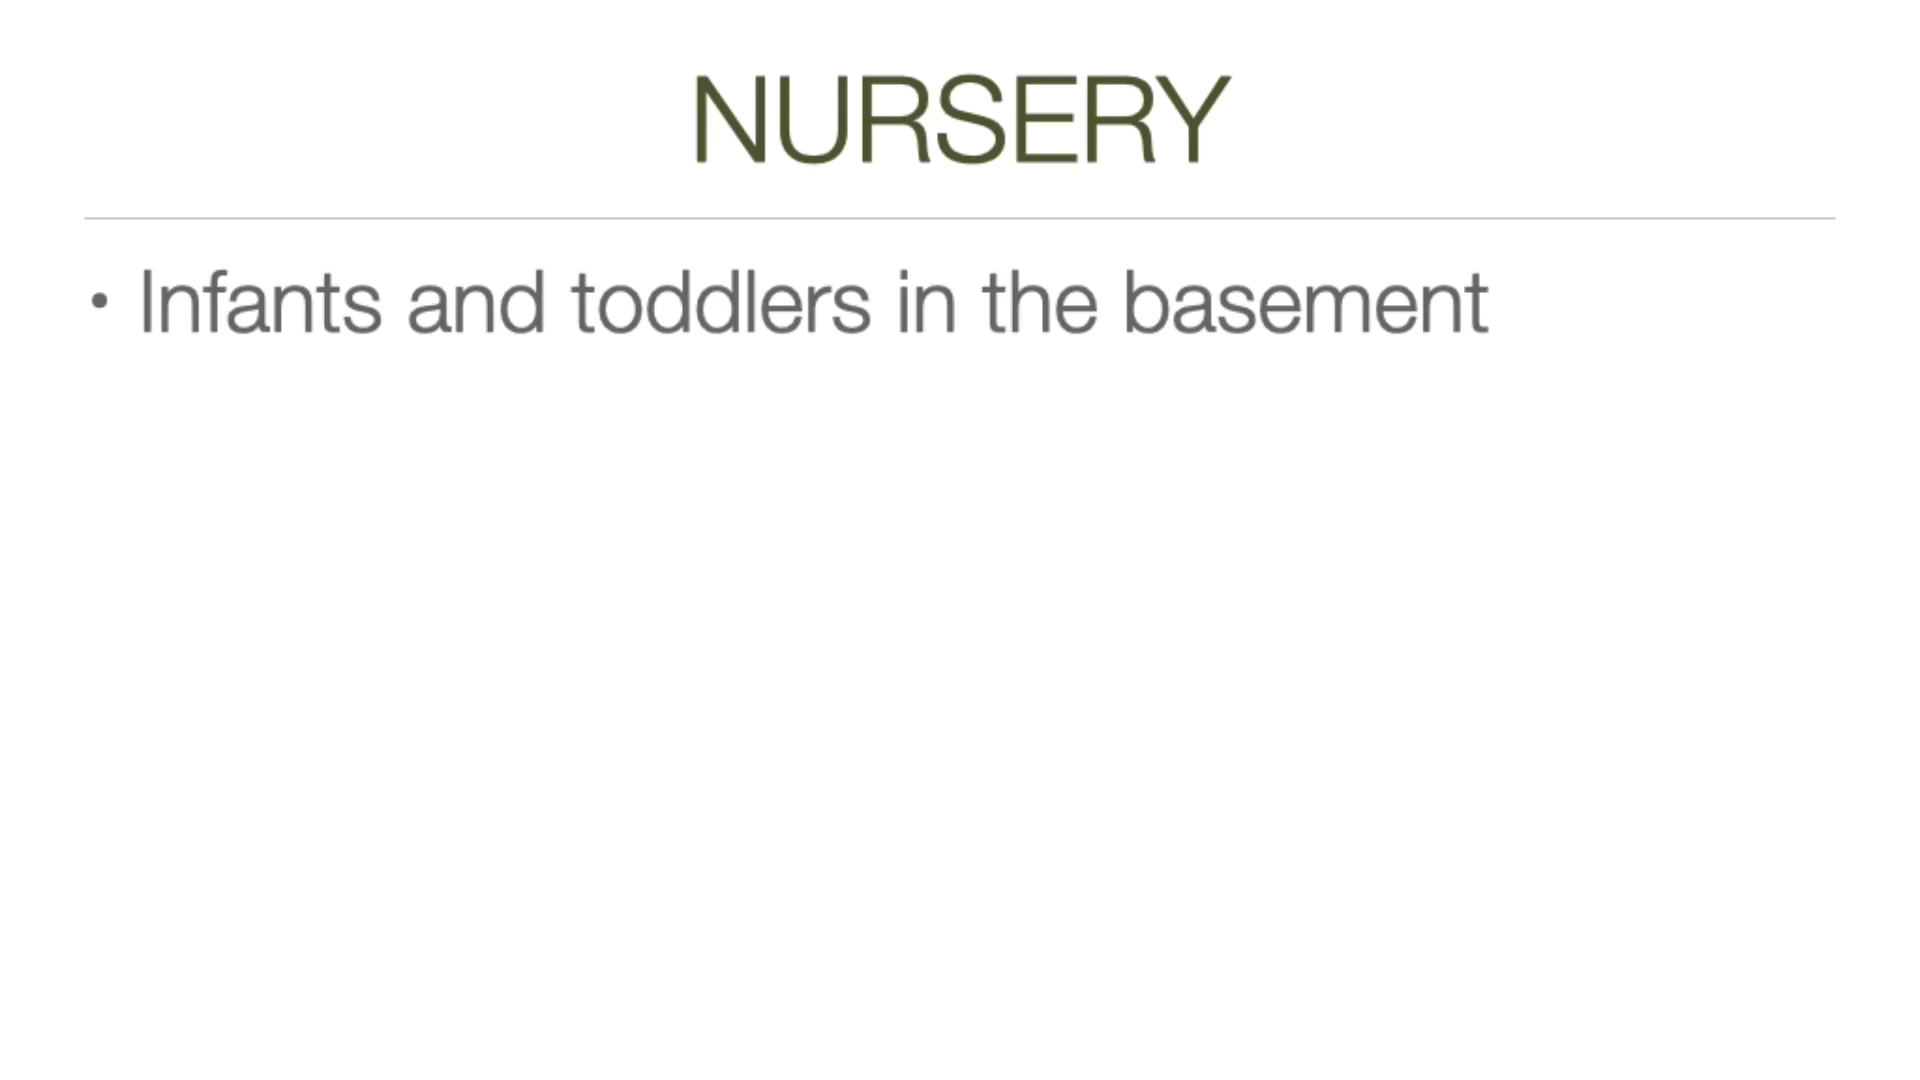 NURSERY
• Infants and toddlers in the basement